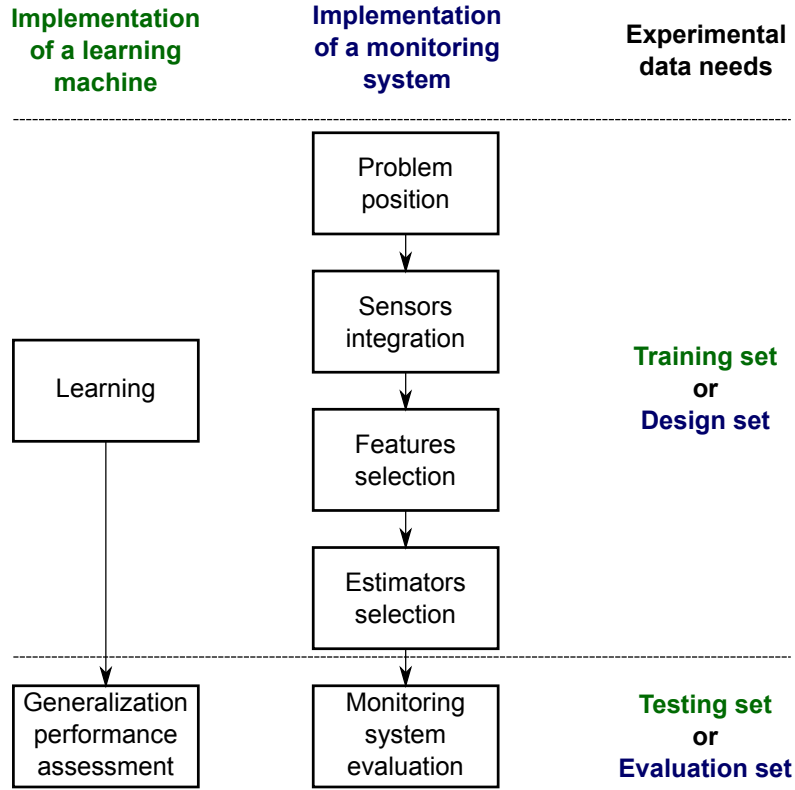 Implementation
of a learning
machine
Implementation
of a monitoring
system
Experimental
data needs
Problem
position
Sensors
integration
Learning
Training set
or
Design set
Features
selection
Estimators
selection
Generalization
performance
assessment
Monitoring
system
evaluation
Testing set
or
Evaluation set